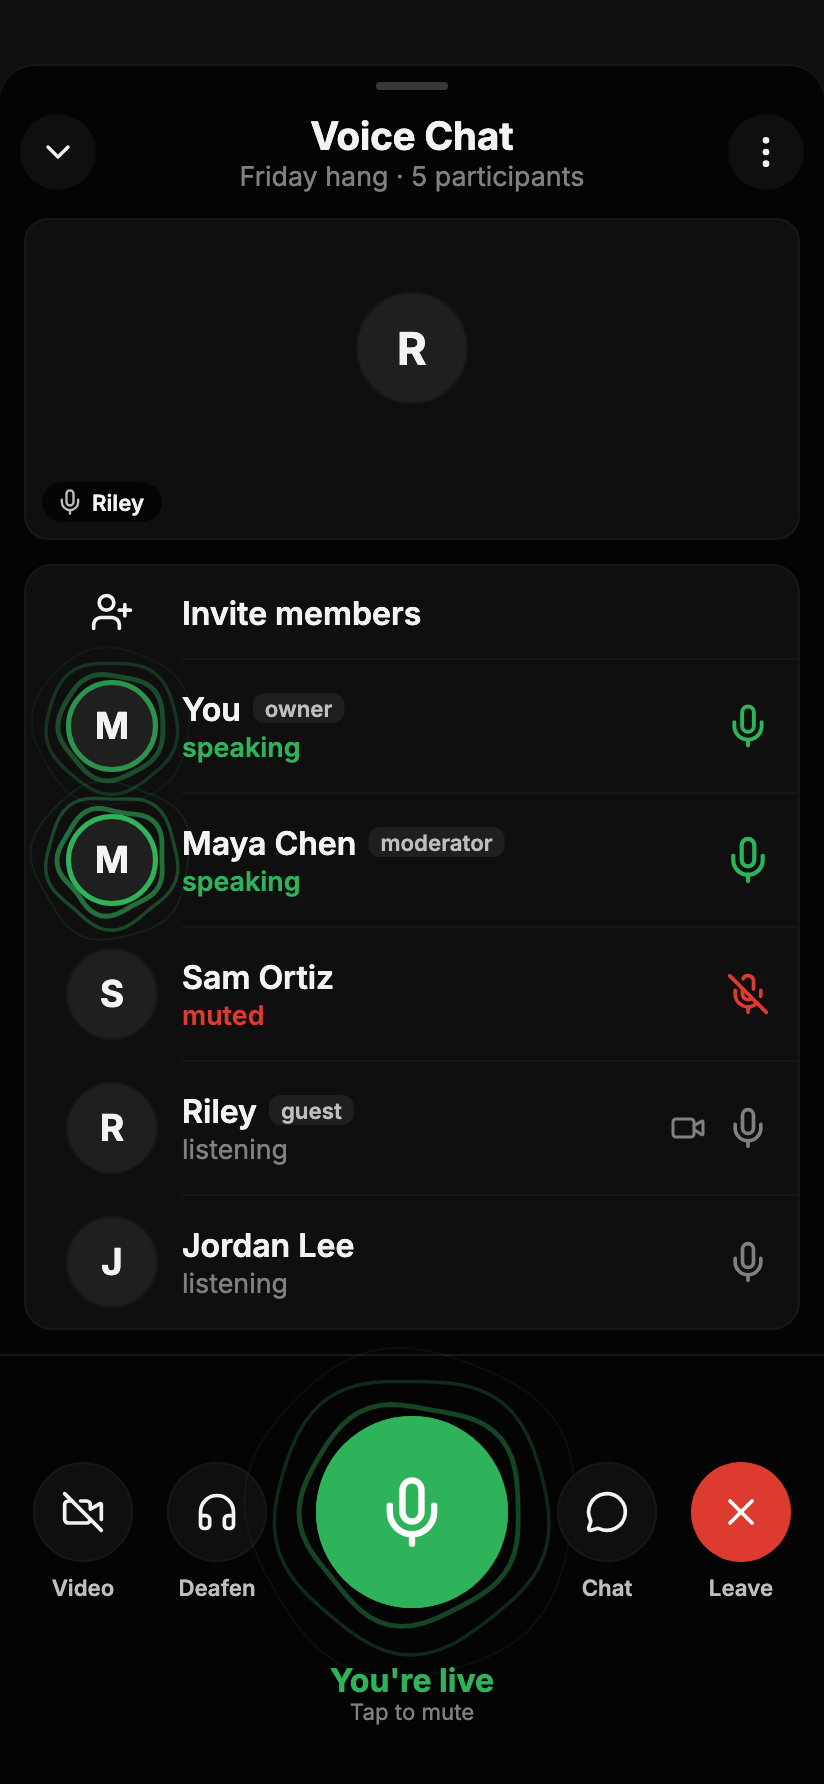 Voice Chat
Friday hang · 5 participants
R
Riley
Invite members
M
You owner
speaking
M
Maya Chen moderator
speaking
S
Sam Ortiz
muted
R
Riley guest
listening
J
Jordan Lee
listening
Video
Deafen
Chat
Leave
You're live
Tap to mute